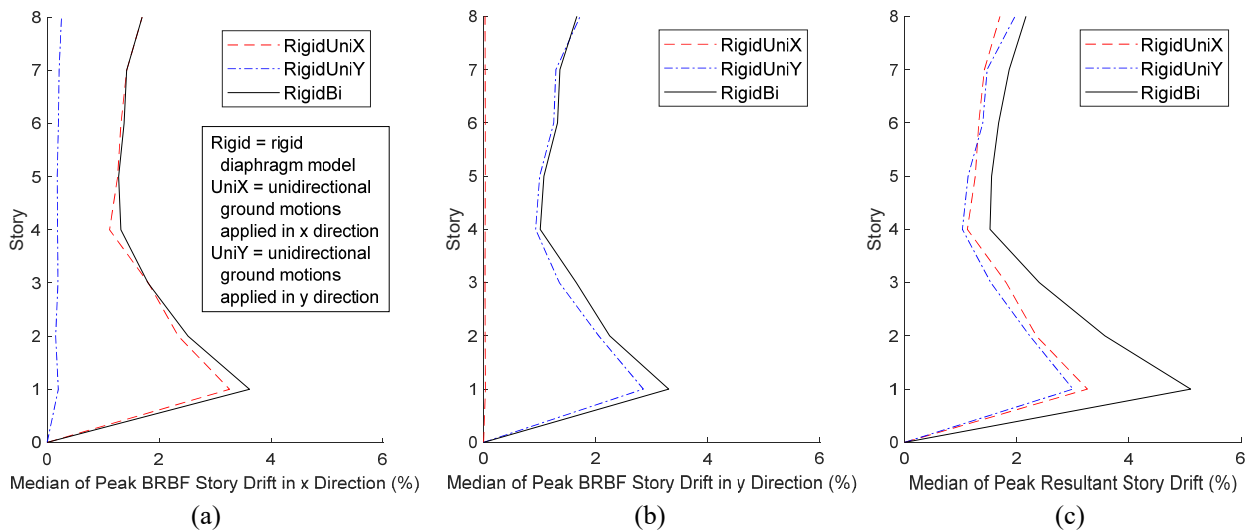 8
7
6
5
4
3
2
1
0
Story
0
2
4
6
Median of Peak BRBF Story Drift in x Direction (%)
(a)
RigidUniX
RigidUniY
RigidBi
Rigid = rigid
diaphragm model
UniX = unidirectional
ground motions
applied in x direction
UniY = unidirectional
ground motions
applied in y direction
8
7
6
5
4
3
2
1
0
Story
0
2
4
6
Median of Peak BRBF Story Drift in y Direction (%)
(b)
RigidUniX
RigidUniY
RigidBi
8
7
6
5
4
3
2
1
0
Story
0
2
4
6
Median of Peak Resultant Story Drift (%)
(c)
RigidUniX
RigidUniY
RigidBi